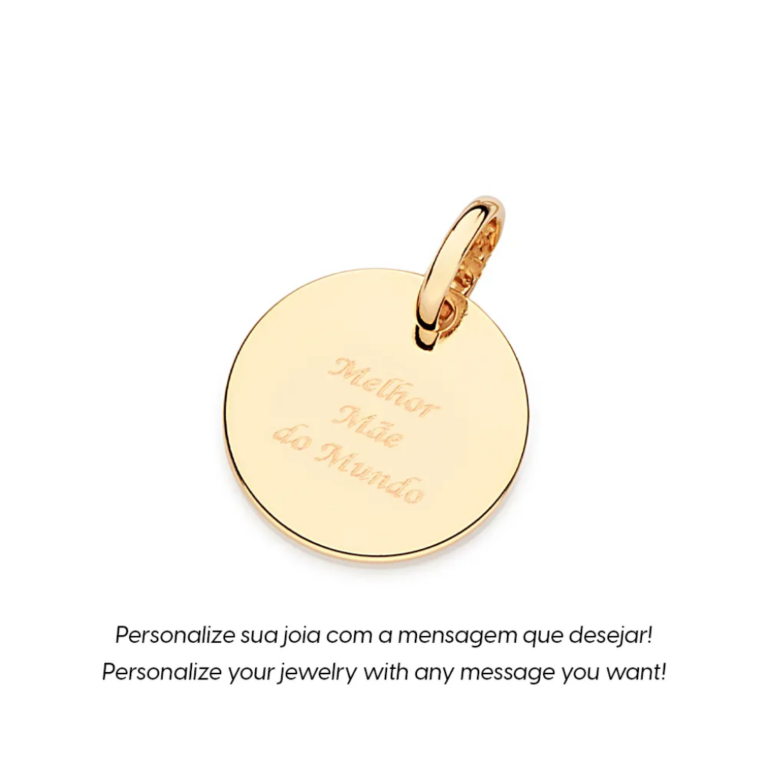 Melhor
Mãe
do Mundo
Personalize sua joia com a mensagem que desejar!
Personalize your jewelry with any message you want!